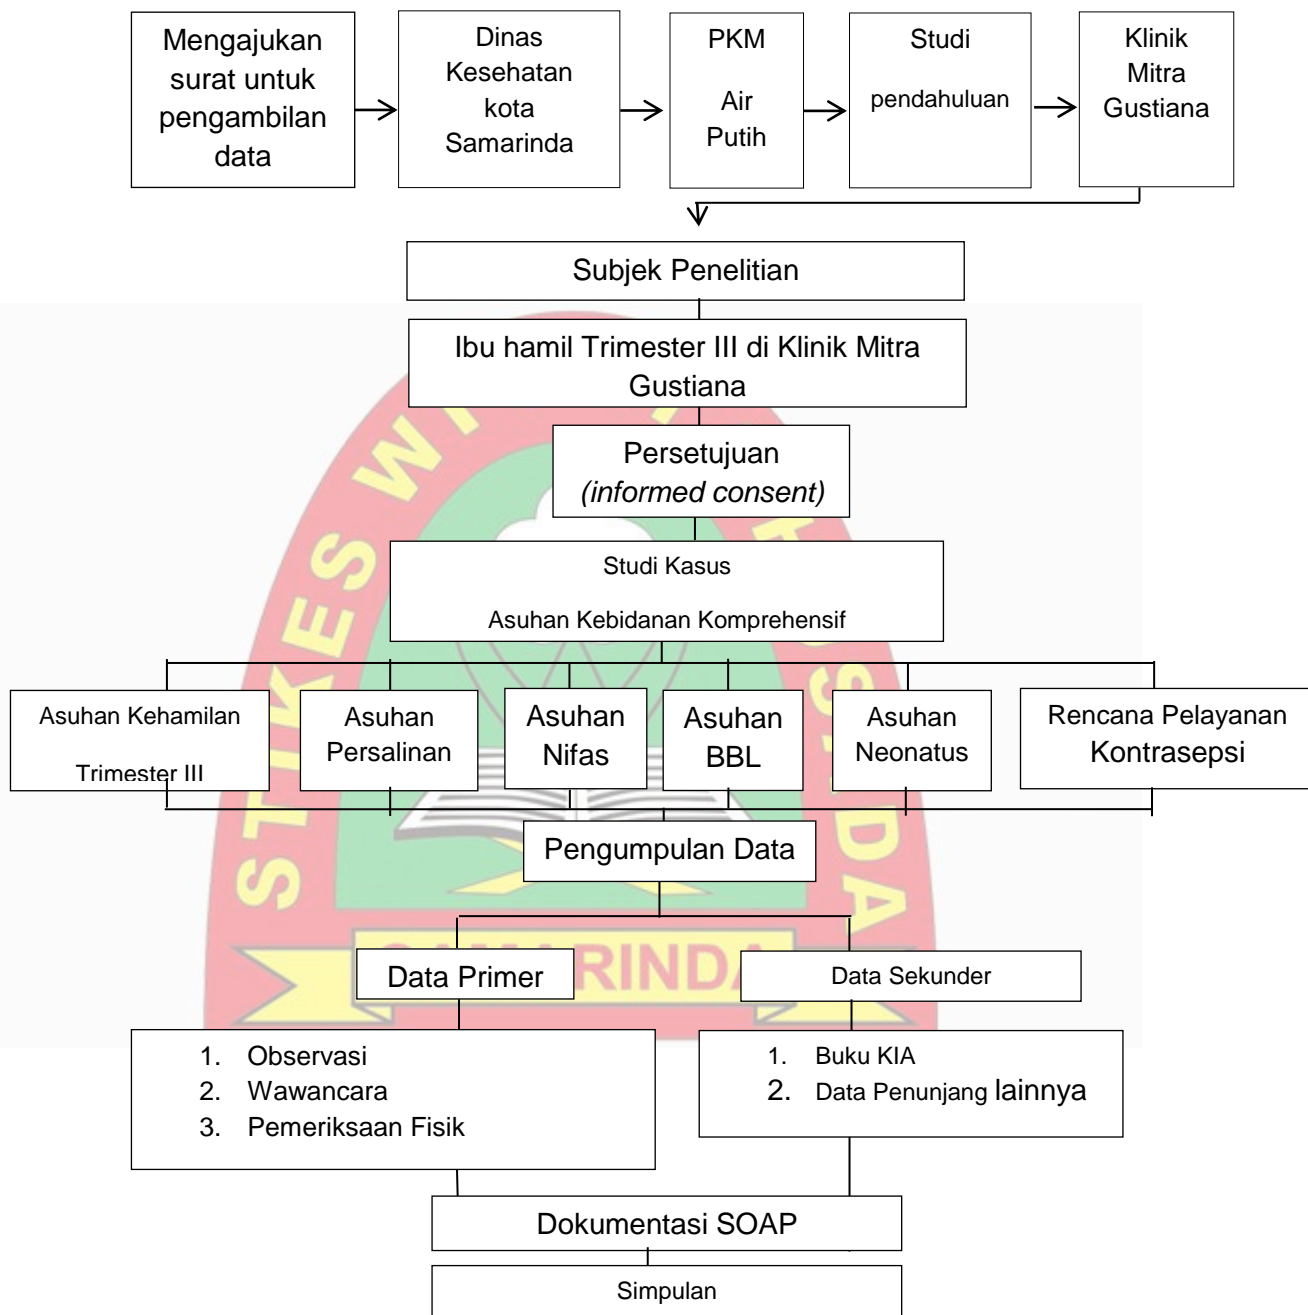 Mengajukan
surat untuk
pengambilan
data
Dinas
Kesehatan
kota
Samarinda
PKM
Air
Putih
Studi
pendahuluan
Klinik
Mitra
Gustiana
Subjek Penelitian
Ibu hamil Trimester III di Klinik Mitra
Gustiana
Persetujuan
(informed consent)
Studi Kasus
Asuhan Kebidanan Komprehensif
Asuhan Kehamilan
Trimester III
Asuhan
Persalinan
Asuhan
Nifas
Asuhan
BBL
Asuhan
Neonatus
Rencana Pelayanan
Kontrasepsi
Pengumpulan Data
Data Primer
Data Sekunder
1. Observasi
2. Wawancara
3. Pemeriksaan Fisik
1. Buku KIA
2. Data Penunjang lainnya
Dokumentasi SOAP
Simpulan
STIKES